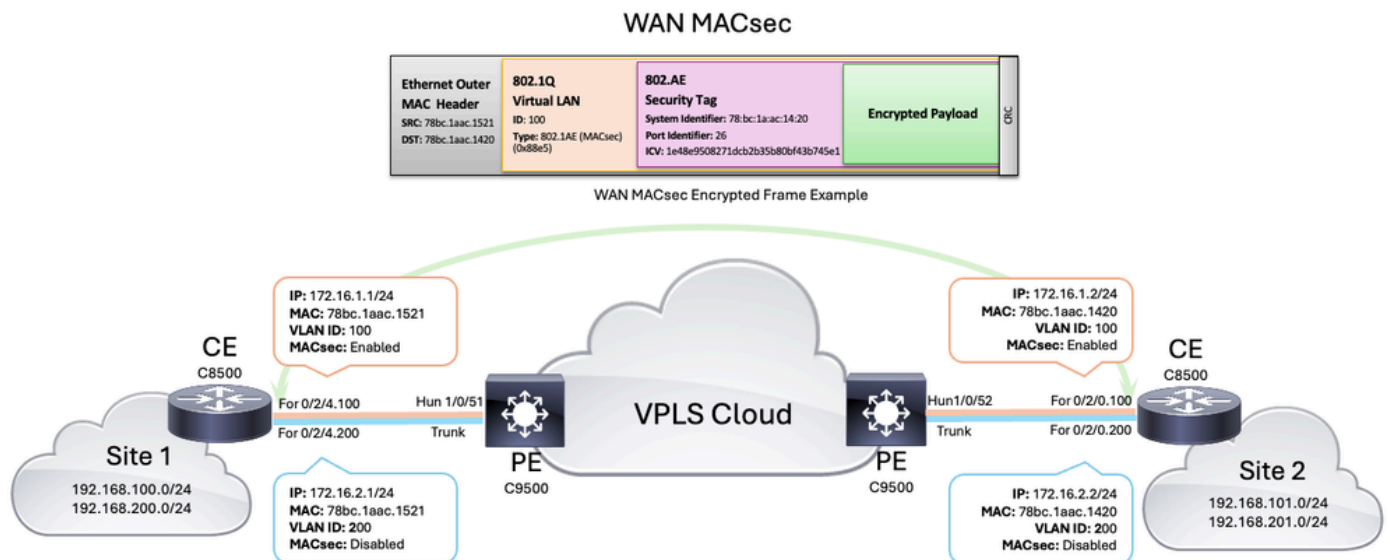 WAN MACsec
Ethernet Outer
MAC Header
SRC: 78bc.1aac.1521
DST: 78bc.1aac.1420
802.1Q
Virtual LAN
ID: 100
Type: 802.1AE (MACsec)
(0x88e5)
802.AE
Security Tag
System Identifier: 78:bc:1a:ac:14:20
Port Identifier: 26
ICV: 1e48e9508271dcb2b35b80bf43b745e1
Encrypted Payload
CRC
WAN MACsec Encrypted Frame Example
IP: 172.16.1.1/24
MAC: 78bc.1aac.1521
VLAN ID: 100
MACsec: Enabled
IP: 172.16.1.2/24
MAC: 78bc.1aac.1420
VLAN ID: 100
MACsec: Enabled
CE
C8500
For 0/2/4.100
For 0/2/4.200
Hun 1/0/51
Trunk
PE
C9500
VPLS Cloud
PE
C9500
Hun1/0/52
Trunk
For 0/2/0.100
For 0/2/0.200
CE
C8500
Site 1
192.168.100.0/24
192.168.200.0/24
Site 2
192.168.101.0/24
192.168.201.0/24
IP: 172.16.2.1/24
MAC: 78bc.1aac.1521
VLAN ID: 200
MACsec: Disabled
IP: 172.16.2.2/24
MAC: 78bc.1aac.1420
VLAN ID: 200
MACsec: Disabled